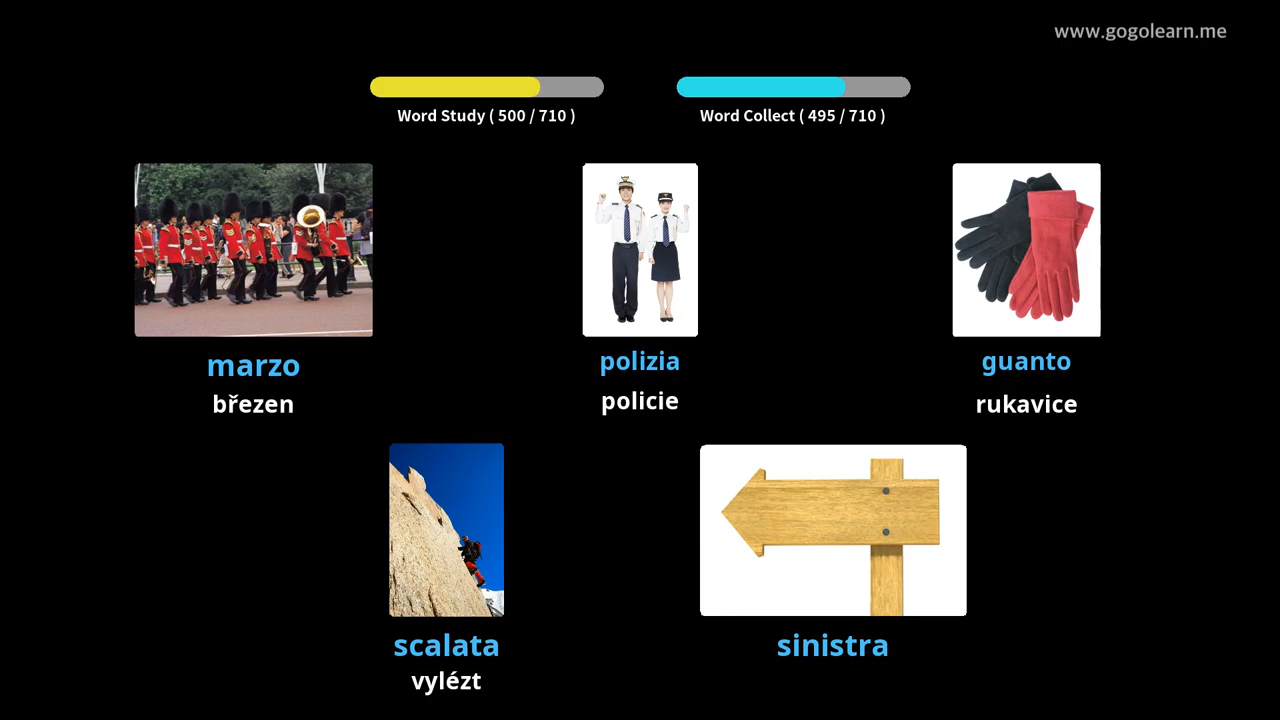 www.gogolearn.me
Word Study ( 500 / 710 )
Word Collect ( 495 / 710 )
marzo
březen
polizia
policie
guanto
rukavice
scalata
vylézt
sinistra